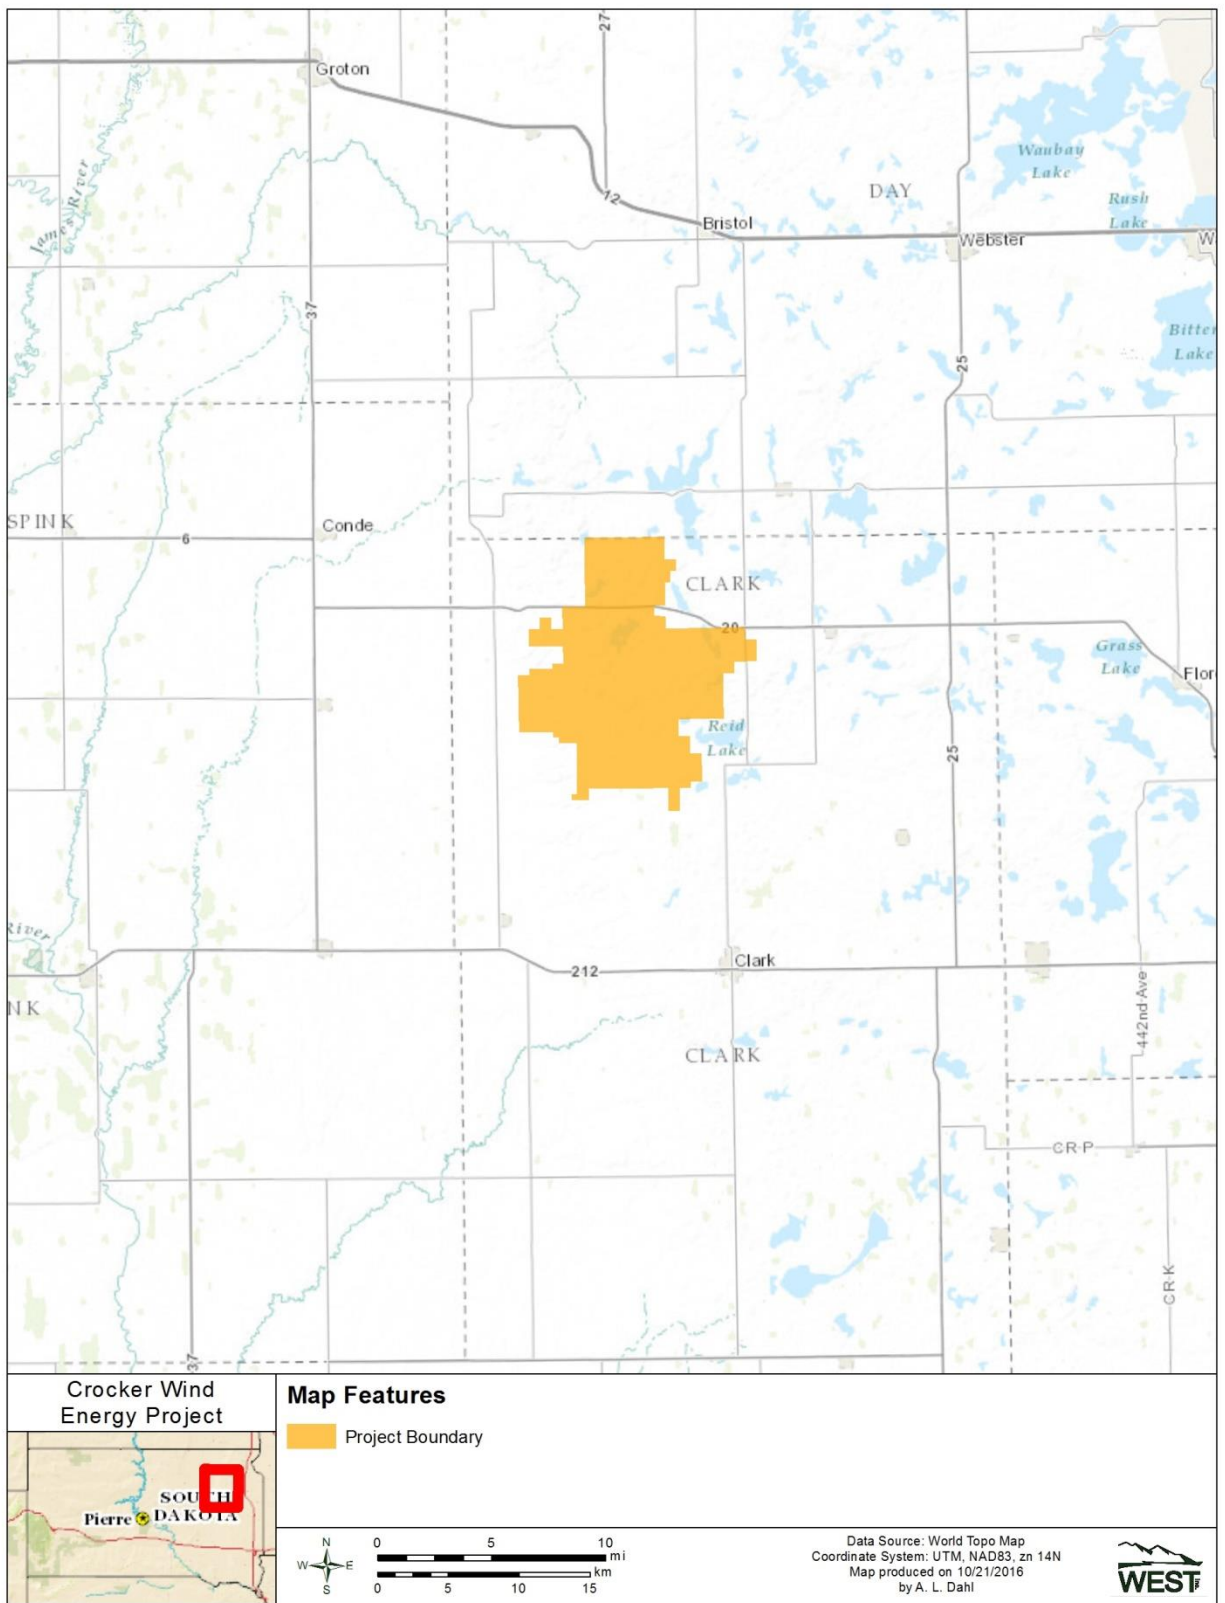 27
Groton
Waubay
Lake
James River
DAY
Rush
Lake
12
Bristol
Webster
W
37
Bitter
Lake
25
SPINK
Conde
6
CLARK
20
Grass
Lake
Flor
Reid
Lake
25
River
Clark
212
NK
442nd Ave
CLARK
CR P
CR K
37
Crocker Wind
Energy Project
Map Features
Project Boundary
SOUTH
DAKOTA
Pierre
N
W E
S
0 5 10
mi
km
0 5 10 15
Data Source: World Topo Map
Coordinate System: UTM, NAD83, zn 14N
Map produced on 10/21/2016
by A. L. Dahl
WEST